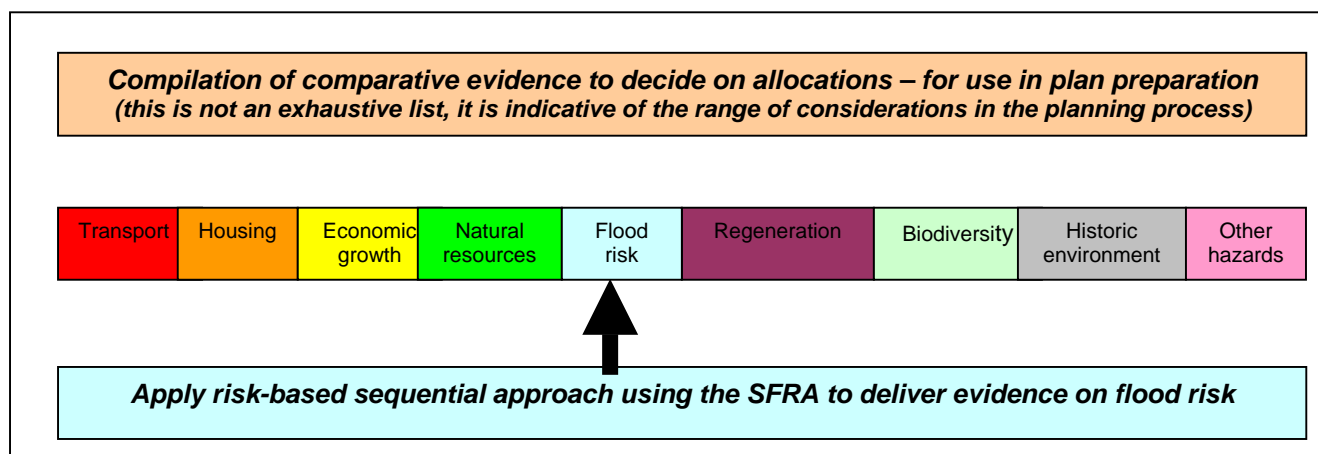 Compilation of comparative evidence to decide on allocations – for use in plan preparation
(this is not an exhaustive list, it is indicative of the range of considerations in the planning process)
Transport
Housing
Economic
growth
Natural
resources
Flood
risk
Regeneration
Biodiversity
Historic
environment
Other
hazards
Apply risk-based sequential approach using the SFRA to deliver evidence on flood risk